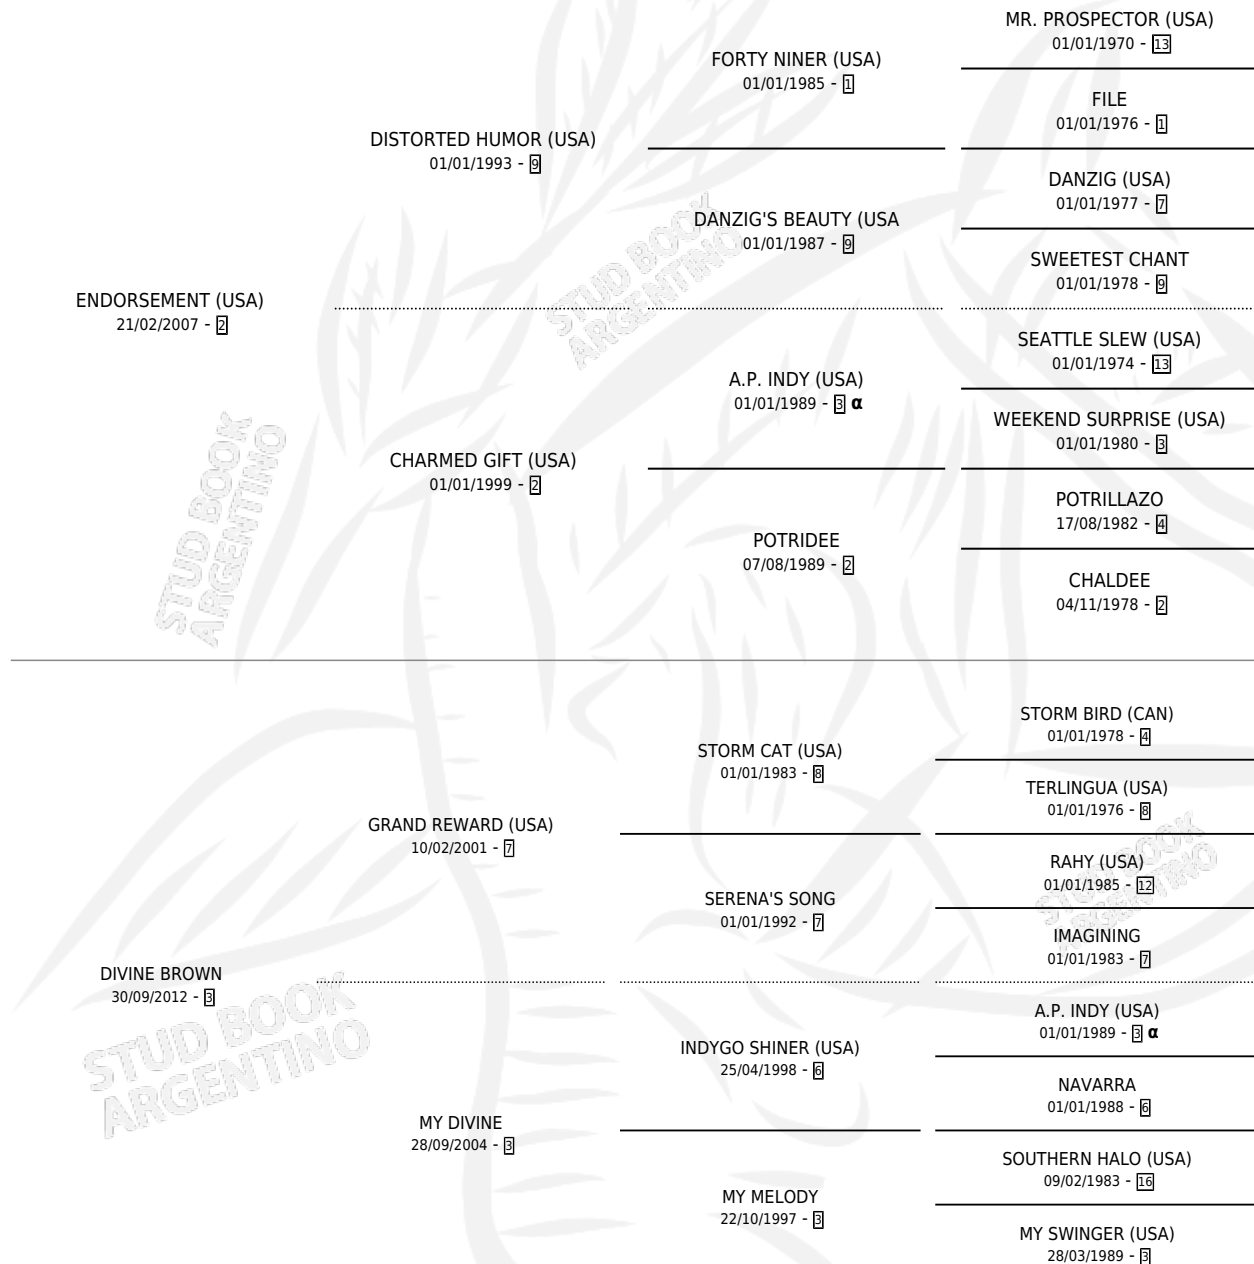 MR. PROSPECTOR (USA)
01/01/1970 - 13
FORTY NINER (USA)
01/01/1985 - 1
FILE
01/01/1976 - 1
DISTORTED HUMOR (USA)
01/01/1993 - 9
DANZIG (USA)
01/01/1977 - 7
DANZIG'S BEAUTY (USA
01/01/1987 - 9
SWEETEST CHANT
01/01/1978 - 9
ENDORSEMENT (USA)
21/02/2007 - 2
STUD BOOK
ARGENTINO
SEATTLE SLEW (USA)
01/01/1974 - 13
A.P. INDY (USA)
01/01/1989 - 3 α
WEEKEND SURPRISE (USA)
01/01/1980 - 3
CHARMED GIFT (USA)
01/01/1999 - 2
POTRILLAZO
17/08/1982 - 4
POTRIDEE
07/08/1989 - 2
CHALDEE
04/11/1978 - 2
STUD BOOK
ARGENTINO
STORM BIRD (CAN)
01/01/1978 - 4
STORM CAT (USA)
01/01/1983 - 8
TERLINGUA (USA)
01/01/1976 - 8
GRAND REWARD (USA)
10/02/2001 - 7
RAHY (USA)
01/01/1985 - 12
STUD BOOK
ARGENTINO
SERENA'S SONG
01/01/1992 - 7
IMAGINING
01/01/1983 - 7
DIVINE BROWN
30/09/2012 - 3
STUD BOOK
ARGENTINO
A.P. INDY (USA)
01/01/1989 - 3 α
INDYGO SHINER (USA)
25/04/1998 - 6
NAVARRA
01/01/1988 - 6
MY DIVINE
28/09/2004 - 3
SOUTHERN HALO (USA)
09/02/1983 - 16
MY MELODY
22/10/1997 - 3
MY SWINGER (USA)
28/03/1989 - 3